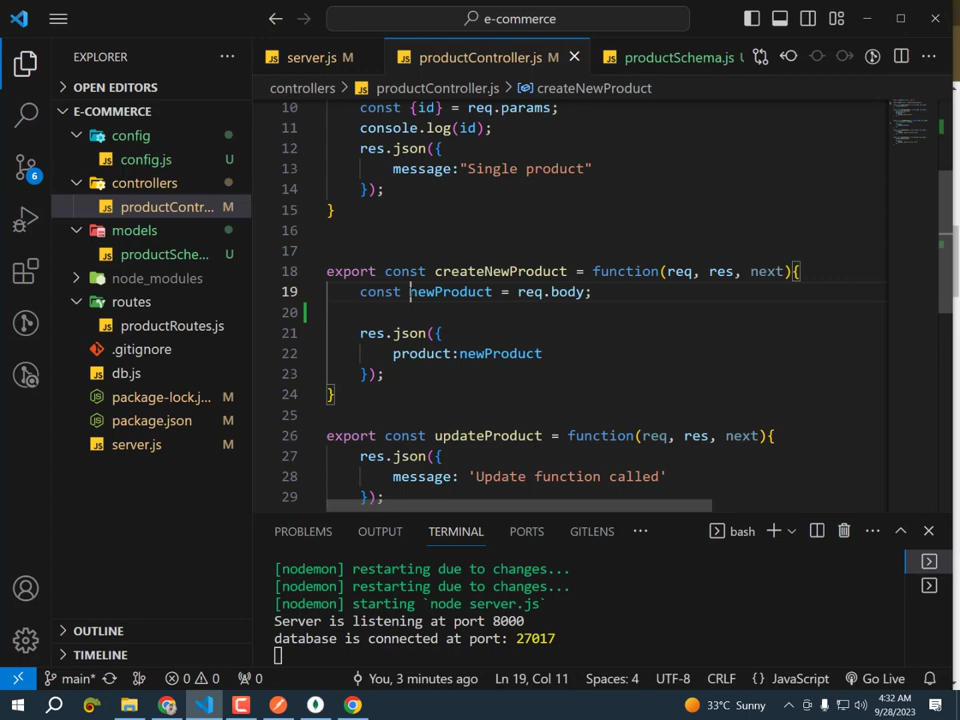 e-commerce
EXPLORER
server.js M
productController.js M
productSchema.js U
OPEN EDITORS
controllers > productController.js > createNewProduct
E-COMMERCE
config
config.js U
controllers
productContr... M
models
productSche... U
node_modules
routes
productRoutes.js
.gitignore
db.js
package-lock.j... M
package.json M
server.js M
OUTLINE
TIMELINE
6
10 const {id} = req.params;
11 console.log(id);
12 res.json({
13 message:"Single product"
14 });
15 }
16
17
18 export const createNewProduct = function(req, res, next){
19 const newProduct = req.body;
20
21 res.json({
22 product:newProduct
23 });
24 }
25
26 export const updateProduct = function(req, res, next){
27 res.json({
28 message: 'Update function called'
29 });
PROBLEMS OUTPUT TERMINAL PORTS GITLENS bash
[nodemon] restarting due to changes...
[nodemon] restarting due to changes...
[nodemon] starting `node server.js`
Server is listening at port 8000
database is connected at port: 27017
main* 0 0 0 You, 3 minutes ago Ln 19, Col 11 Spaces: 4 UTF-8 CRLF {} JavaScript Go Live
33°C Sunny 4:32 AM
9/28/2023